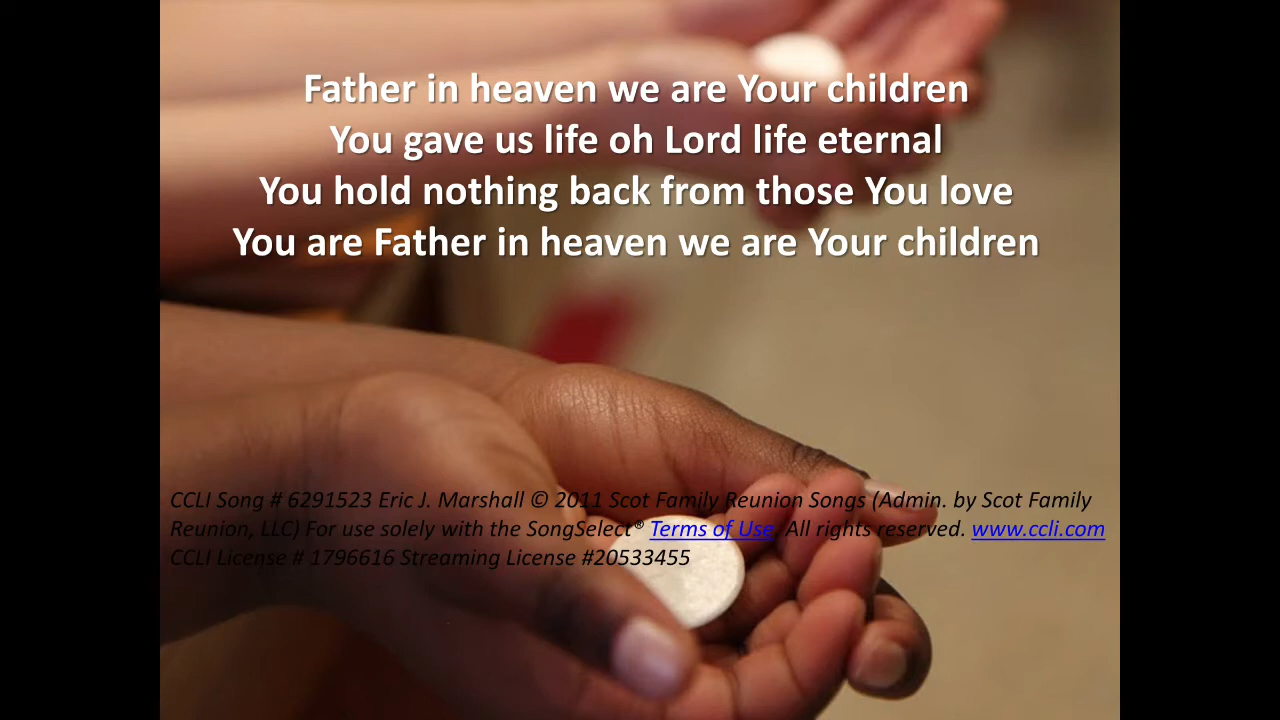 Father in heaven we are Your children
You gave us life oh Lord life eternal
You hold nothing back from those You love
You are Father in heaven we are Your children
CCLI Song # 6291523 Eric J. Marshall © 2011 Scot Family Reunion Songs (Admin. by Scot Family
Reunion, LLC) For use solely with the SongSelect® Terms of Use. All rights reserved. www.ccli.com
CCLI License # 1796616 Streaming License #20533455